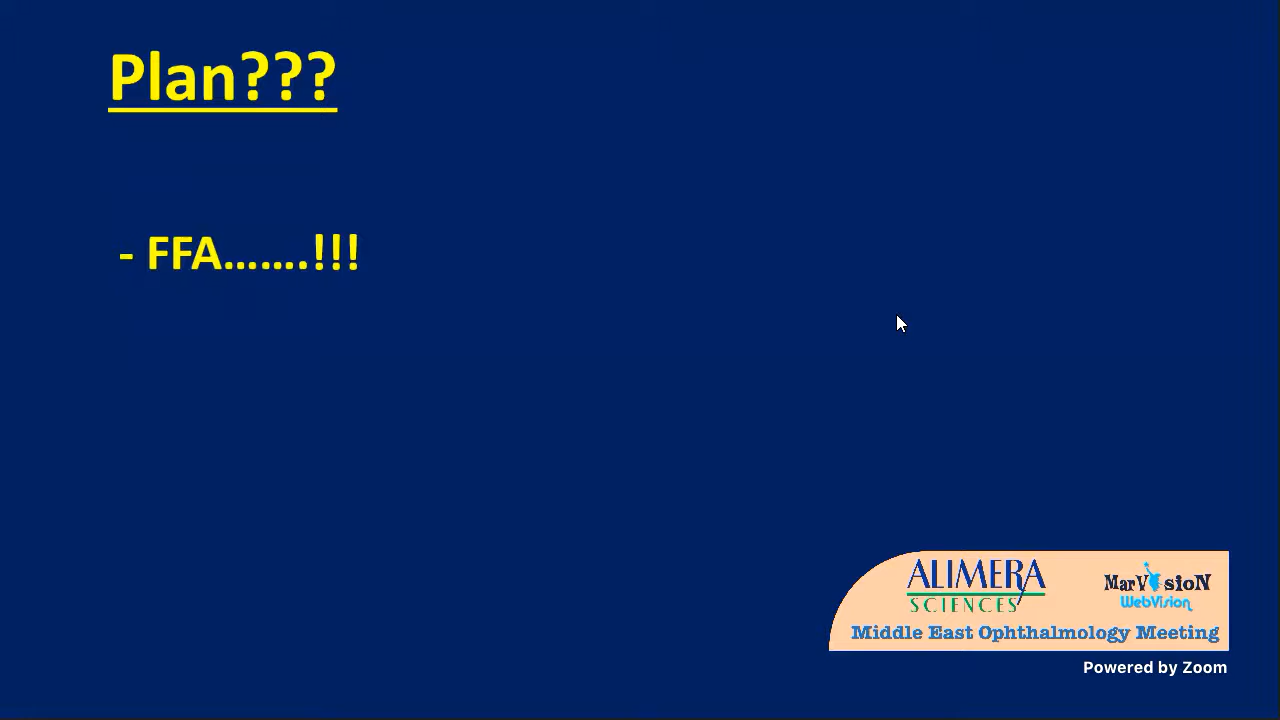 Plan???
- FFA.......!!!
ALIMERA
SCIENCES
MarVisioN
WebVision
Middle East Ophthalmology Meeting
Powered by Zoom